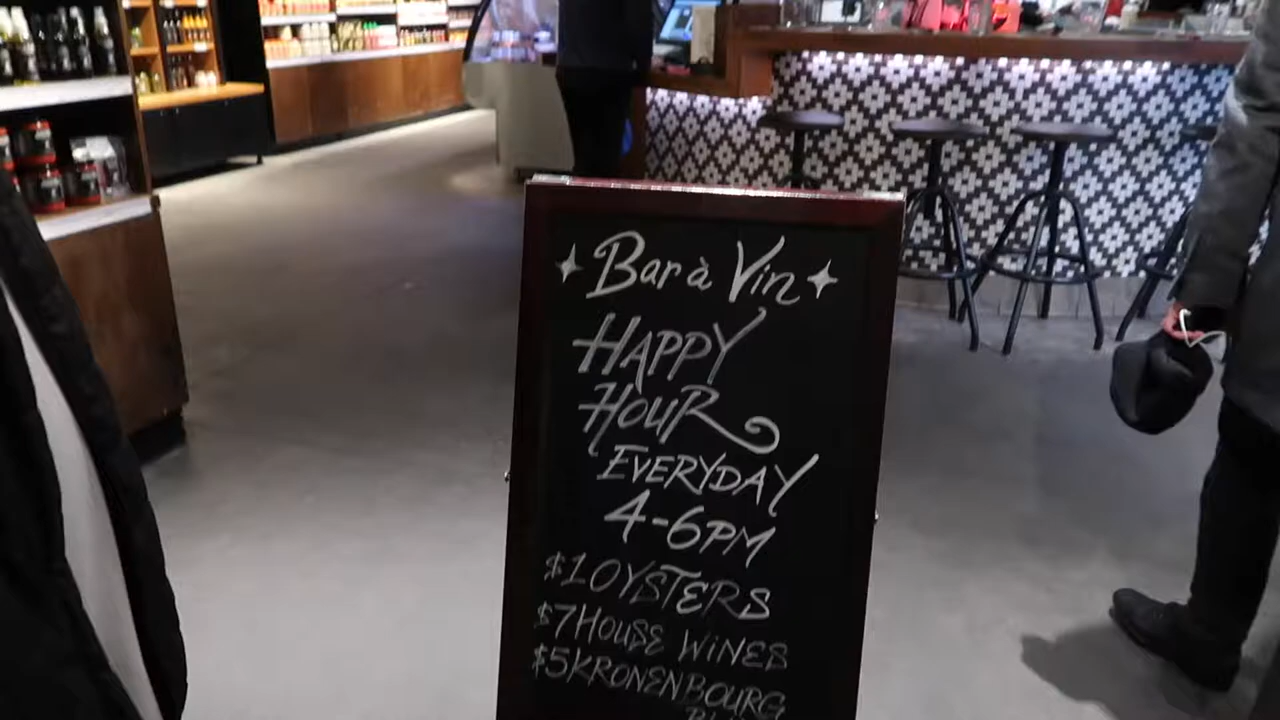 Bar à Vin
HAPPY
HOUR
EVERYDAY
4-6PM
$1 OYSTERS
$7 HOUSE WINES
$5 KRONENBOURG